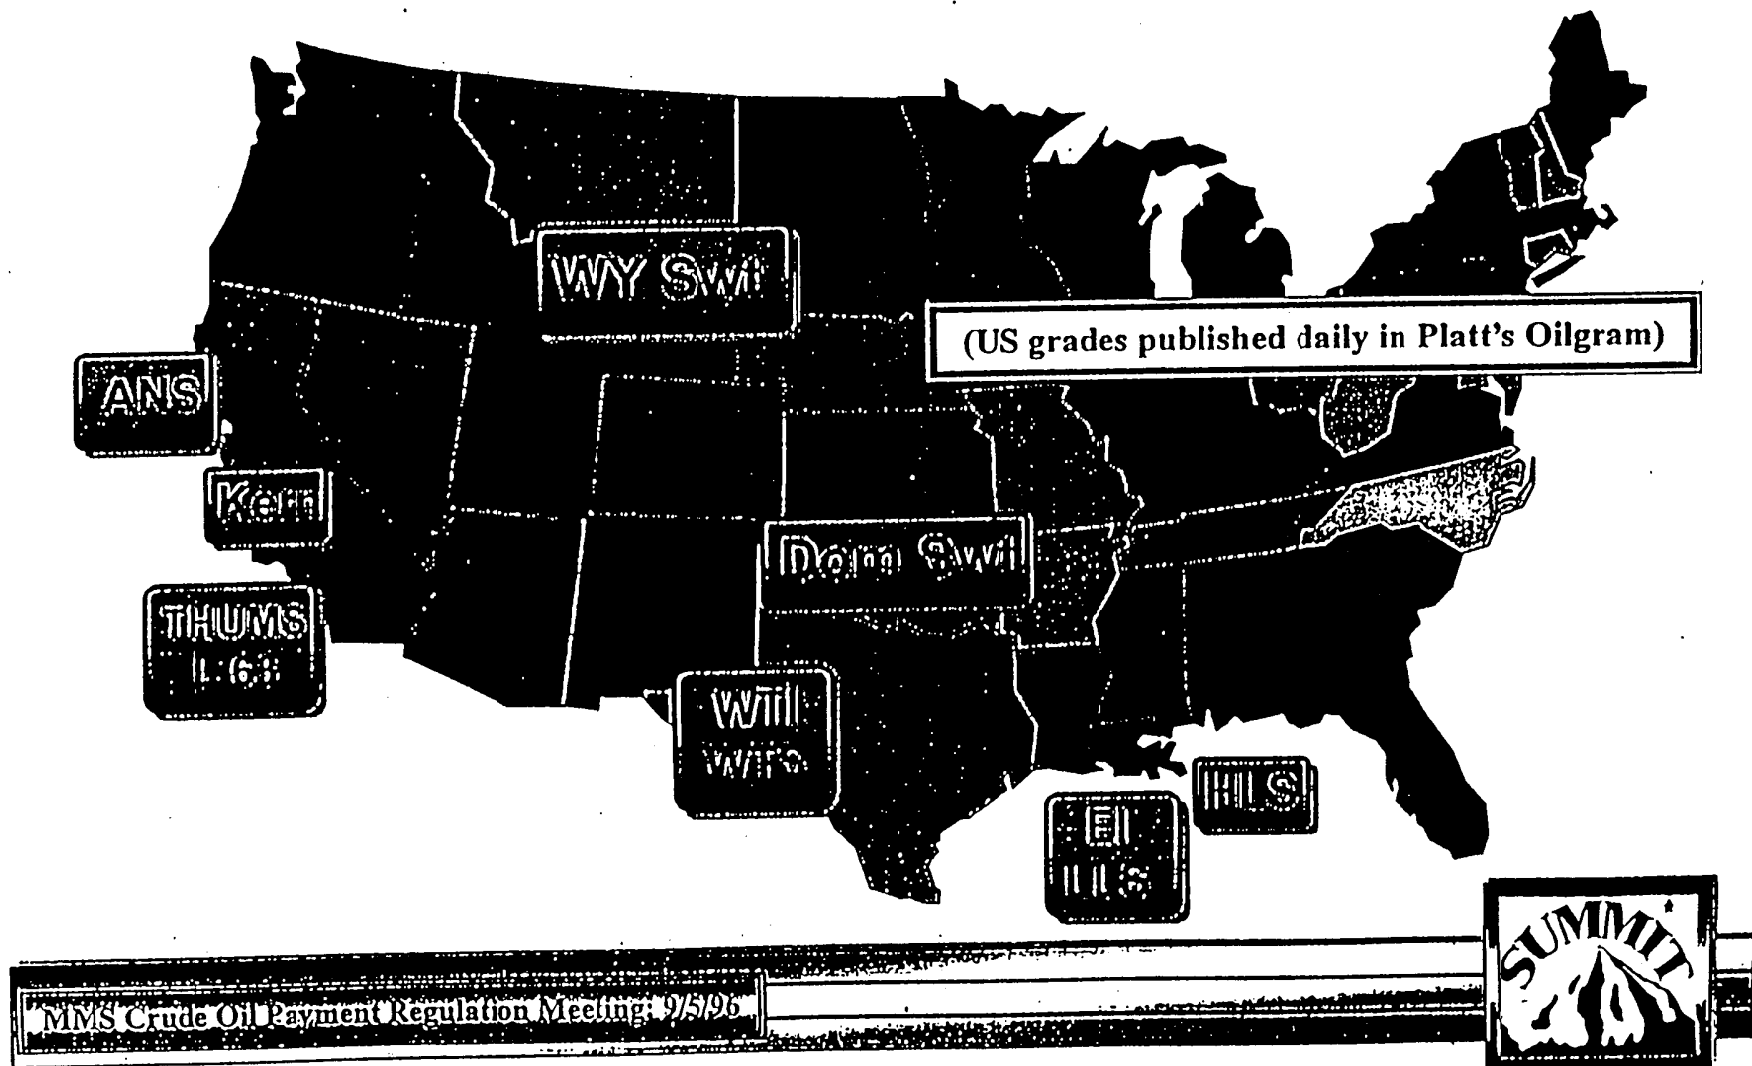 WY Swt
(US grades published daily in Platt's Oilgram)
ANS
Kern
Dom Swt
THUMS
WTI
WTS
HLS
EI
LLS
SUMMIT
MMS Crude Oil Payment Regulation Meeting: 9/5/96